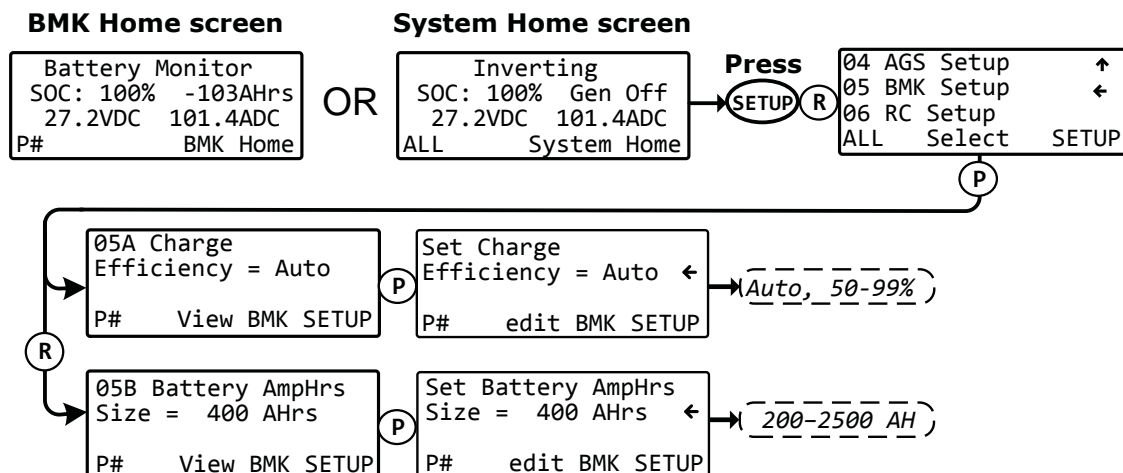 BMK Home screen
System Home screen
Battery Monitor
SOC: 100% -103AHrs
27.2VDC 101.4ADC
P# BMK Home
OR
Inverting
SOC: 100% Gen Off
27.2VDC 101.4ADC
ALL System Home
Press
SETUP
R
04 AGS Setup ↑
05 BMK Setup ←
06 RC Setup
ALL Select SETUP
P
05A Charge
Efficiency = Auto
P# View BMK SETUP
P
Set Charge
Efficiency = Auto ←
P# edit BMK SETUP
Auto, 50-99%
R
05B Battery AmpHrs
Size = 400 AHrs
P# View BMK SETUP
P
Set Battery AmpHrs
Size = 400 AHrs ←
P# edit BMK SETUP
200–2500 AH